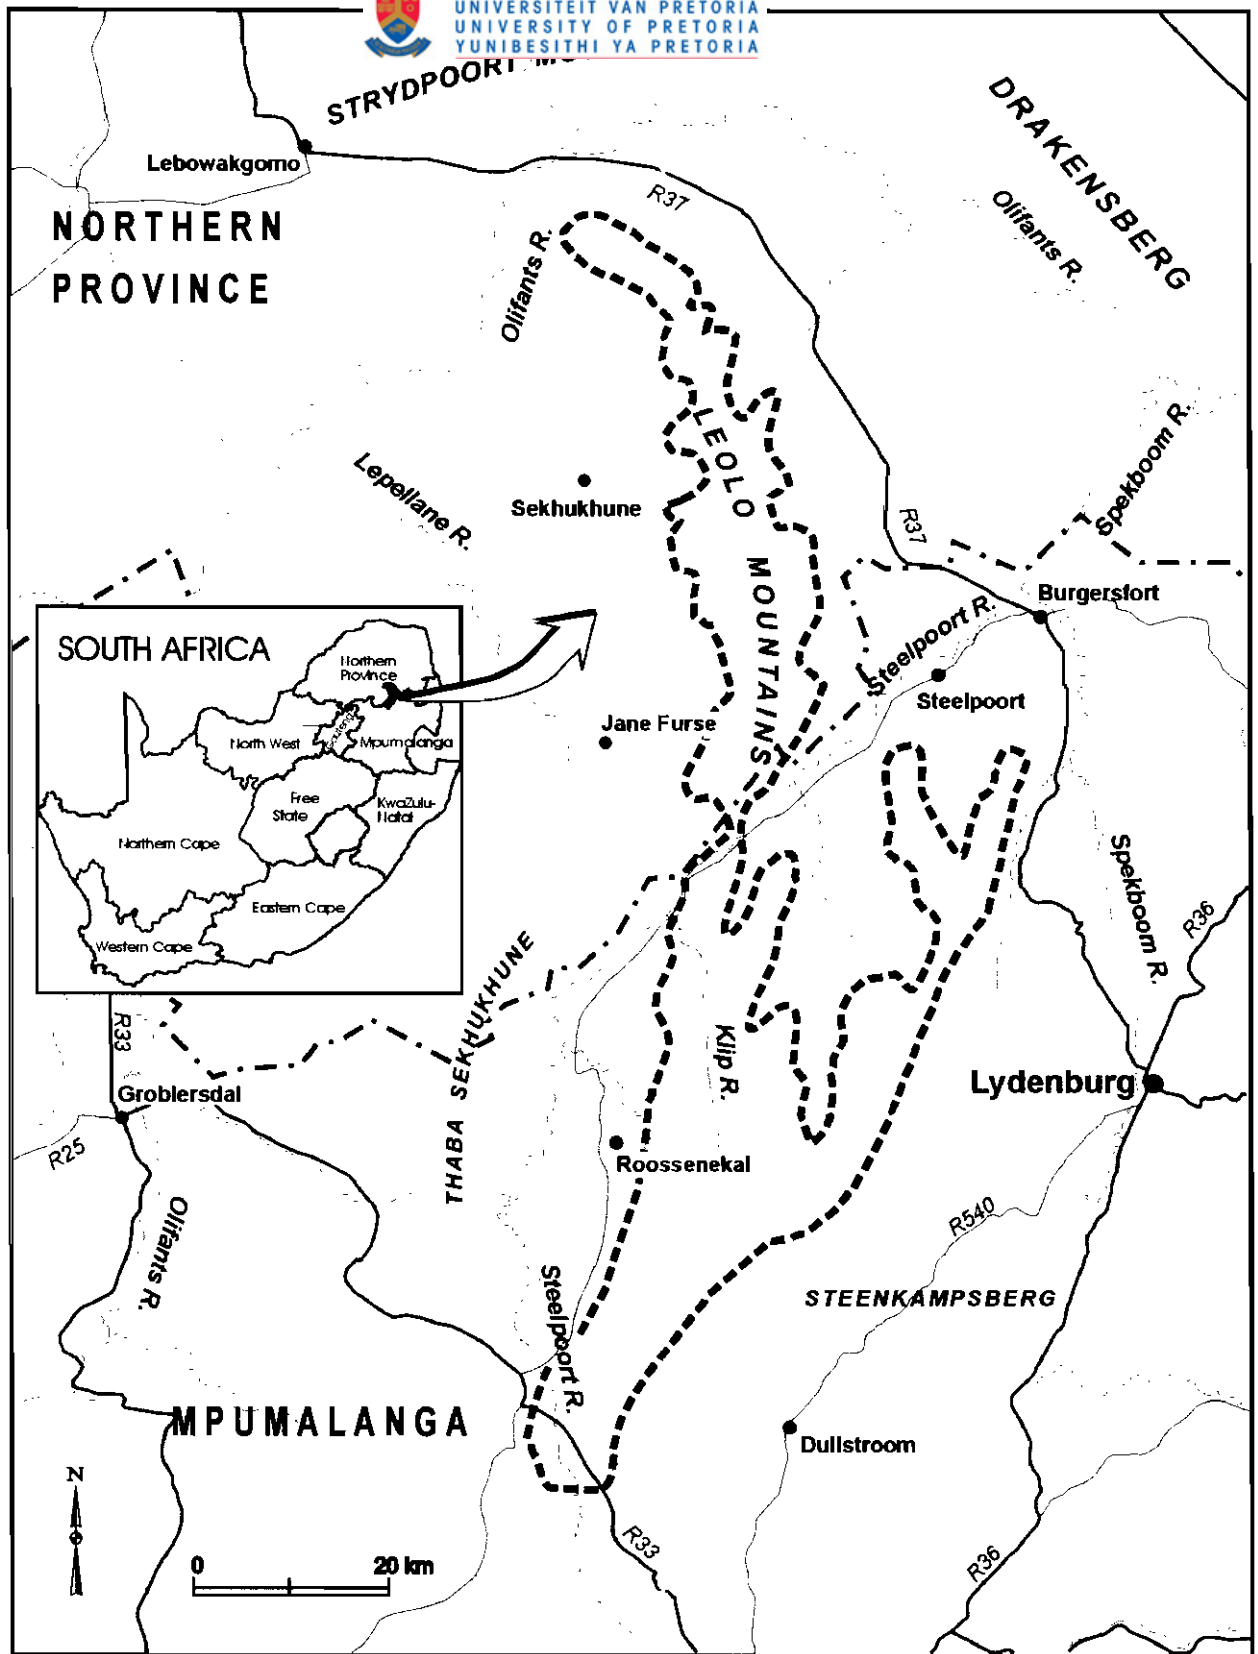 UNIVERSITEIT VAN PRETORIA
UNIVERSITY OF PRETORIA
YUNIBESITHI YA PRETORIA
STRYDPOORT
DRAKENSBERG
Lebowakgomo
R37
NORTHERN
PROVINCE
Olifants R.
Olifants R.
LEOLO
MOUNTAINS
Spekboom R.
Lepellane R.
Sekhukhune
R37
Burgersfort
Steelpoort R.
Steelpoort
Jane Furse
SOUTH AFRICA
Northern
Province
North West
Gauteng
Mpumalanga
Free
State
KwaZulu-
Natal
Northern Cape
Eastern Cape
Western Cape
Spekboom R.
R36
THABA SEKHUKHUNE
Klip R.
R33
Lydenburg
Groblersdal
R25
Roossenekal
Olifants R.
R540
Steelpoort R.
STEENKAMPSBERG
MPUMALANGA
Dullstroom
N
0 20 km
R33
R36